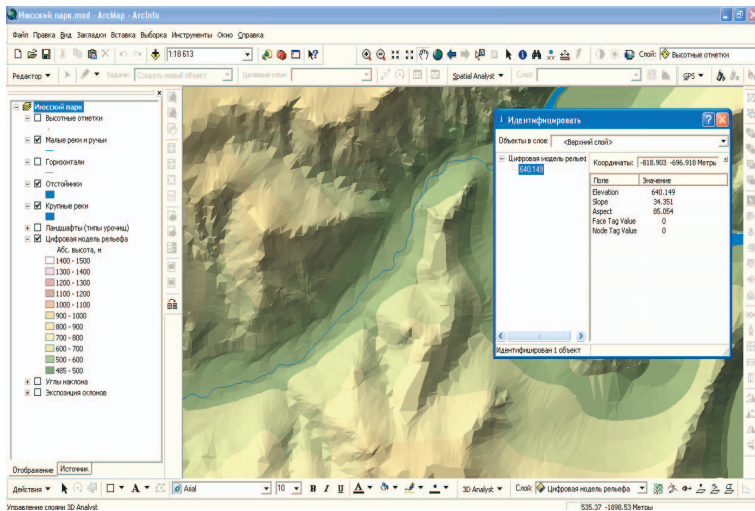 Июсский парк.mxd - ArcMap - ArcInfo
Файл Правка Вид Закладки Вставка Выборка Инструменты Окно Справка
1:18 613 Слой: Высотные отметки
Редактор Задача: Создать новый объект Целевые слои: Spatial Analyst Слой: GPS
Июсский парк
Высотные отметки
Малые реки и ручьи
Горизонтали
Отстойники
Крупные реки
Ландшафты (типы урочищ)
Цифровая модель рельефа
Абс. высота, м
1400 - 1500
1300 - 1400
1200 - 1300
1100 - 1200
1000 - 1100
900 - 1000
800 - 900
700 - 800
600 - 700
500 - 600
485 - 500
Углы наклона
Экспозиция склонов
Отображение Источник
Идентифицировать
Объекты в слое: <Верхний слой>
Цифровая модель рельеф
640.149
Координаты: -818.903 -696.918 Метры
Поле Значение
Elevation 640.149
Slope 34.351
Aspect 85.054
Face Tag Value 0
Node Tag Value 0
Идентифицирован 1 объект
Действия A Arial 10 B I U A 3D Analyst Слой: Цифровая модель рельефа
Управление слоями 3D Analyst 535.37 -1898.53 Метры